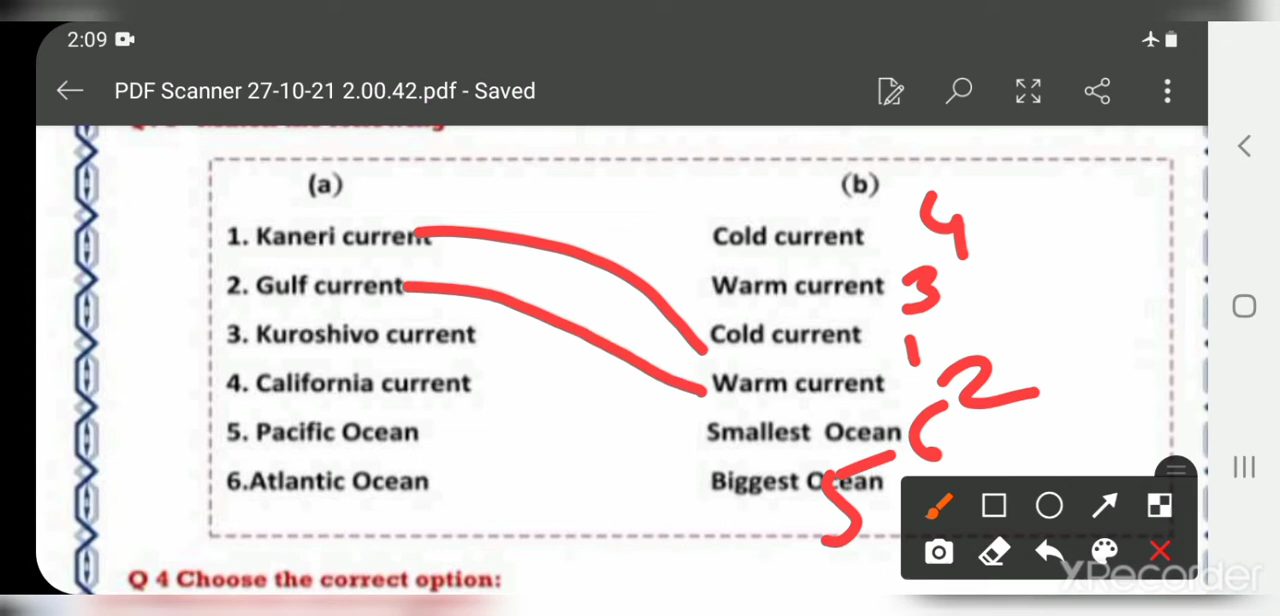 2:09
PDF Scanner 27-10-21 2.00.42.pdf - Saved
(a) (b)
1. Kaneri current Cold current 4
2. Gulf current Warm current 3
3. Kuroshivo current Cold current 1
4. California current Warm current 2
5. Pacific Ocean Smallest Ocean 6
6.Atlantic Ocean Biggest Ocean 5
Q 4 Choose the correct option:
XRecorder